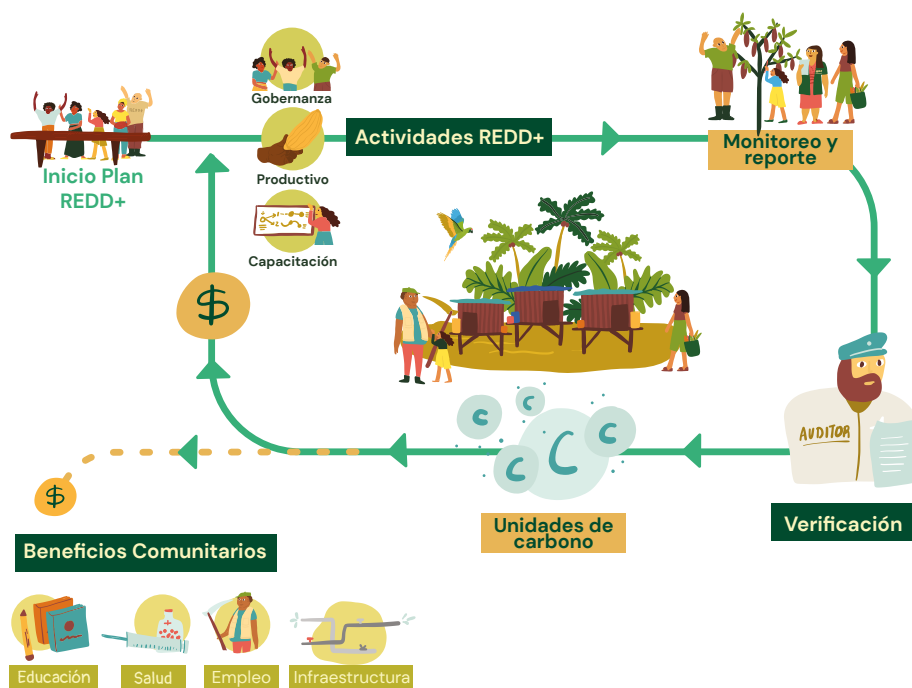 Gobernanza
Productivo
Capacitación
Inicio Plan
REDD+
Actividades REDD+
Monitoreo y
reporte
$
AUDITOR
Verificación
C
C
C
C
C
Unidades de
carbono
$
Beneficios Comunitarios
Educación
Salud
Empleo
Infraestructura